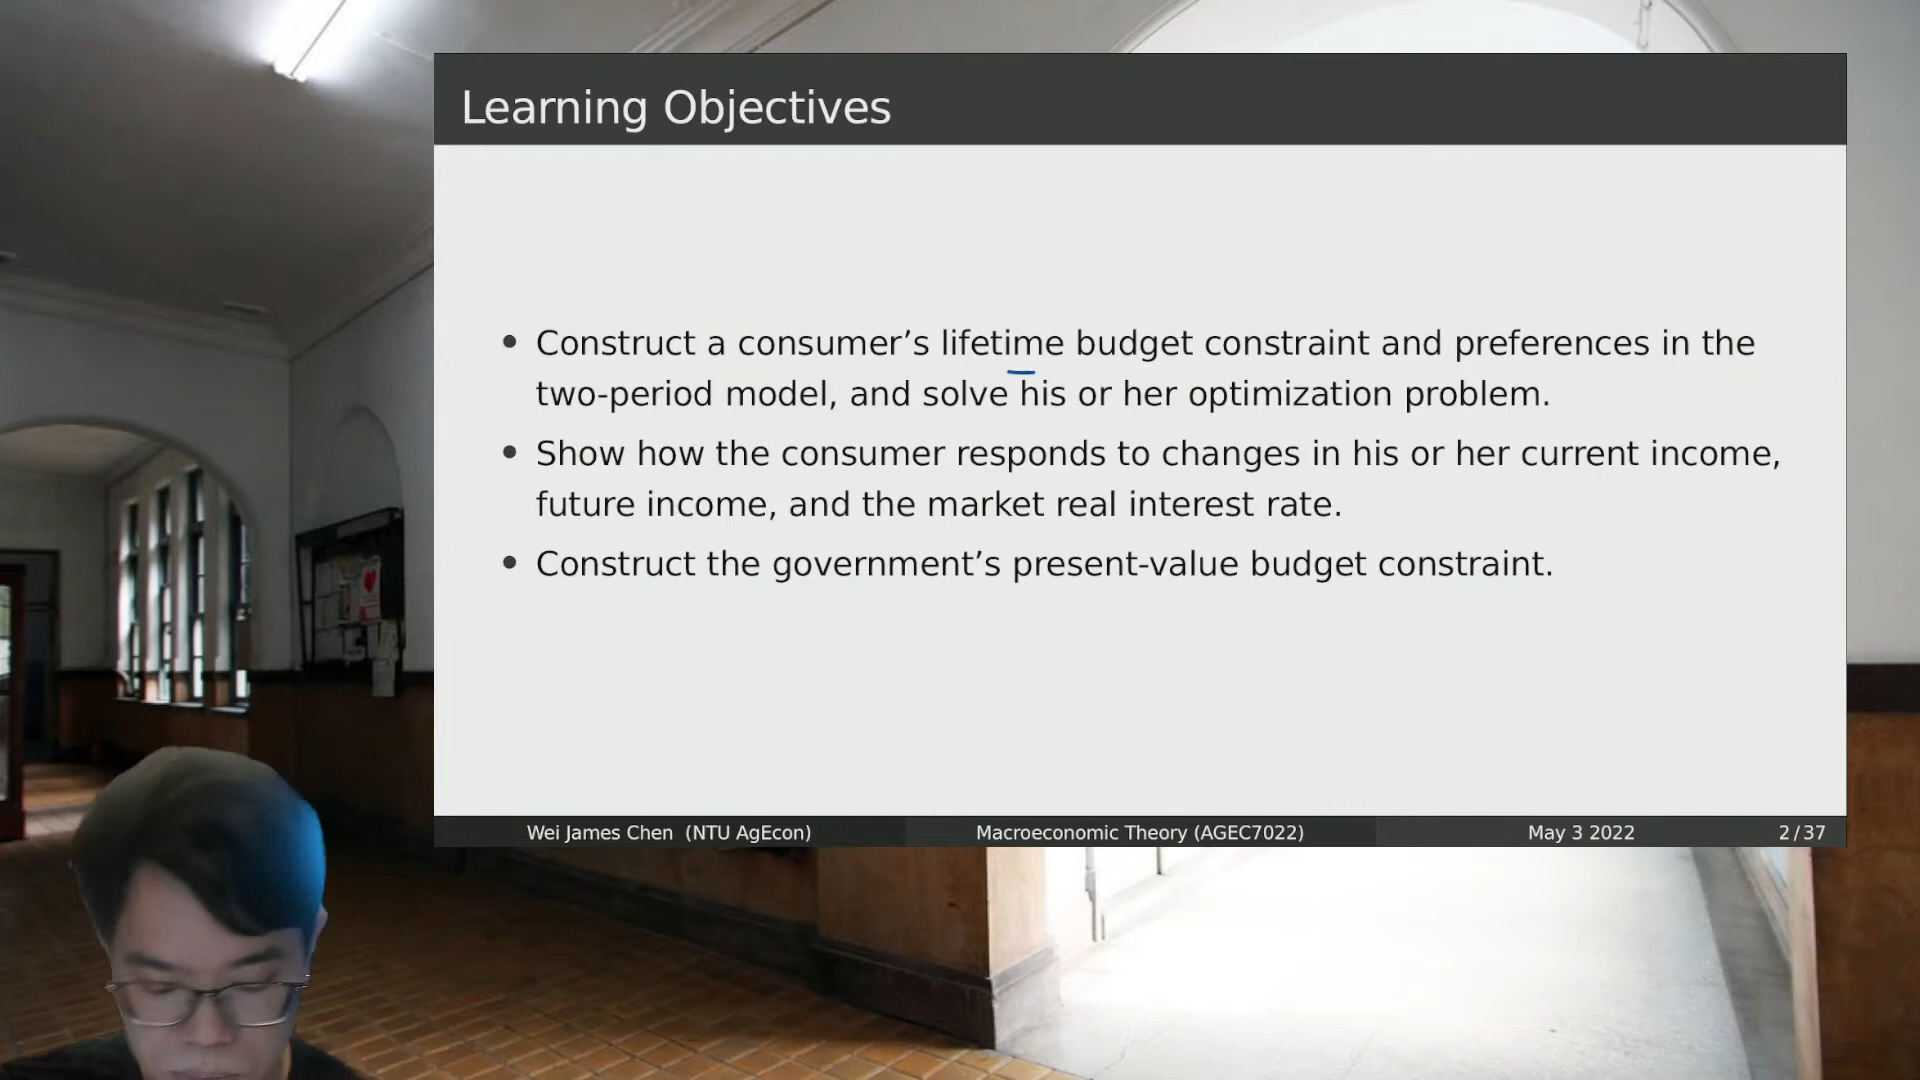 Learning Objectives
• Construct a consumer’s lifetime budget constraint and preferences in the
two-period model, and solve his or her optimization problem.
• Show how the consumer responds to changes in his or her current income,
future income, and the market real interest rate.
• Construct the government’s present-value budget constraint.
Wei James Chen (NTU AgEcon) Macroeconomic Theory (AGEC7022) May 3 2022 2/37